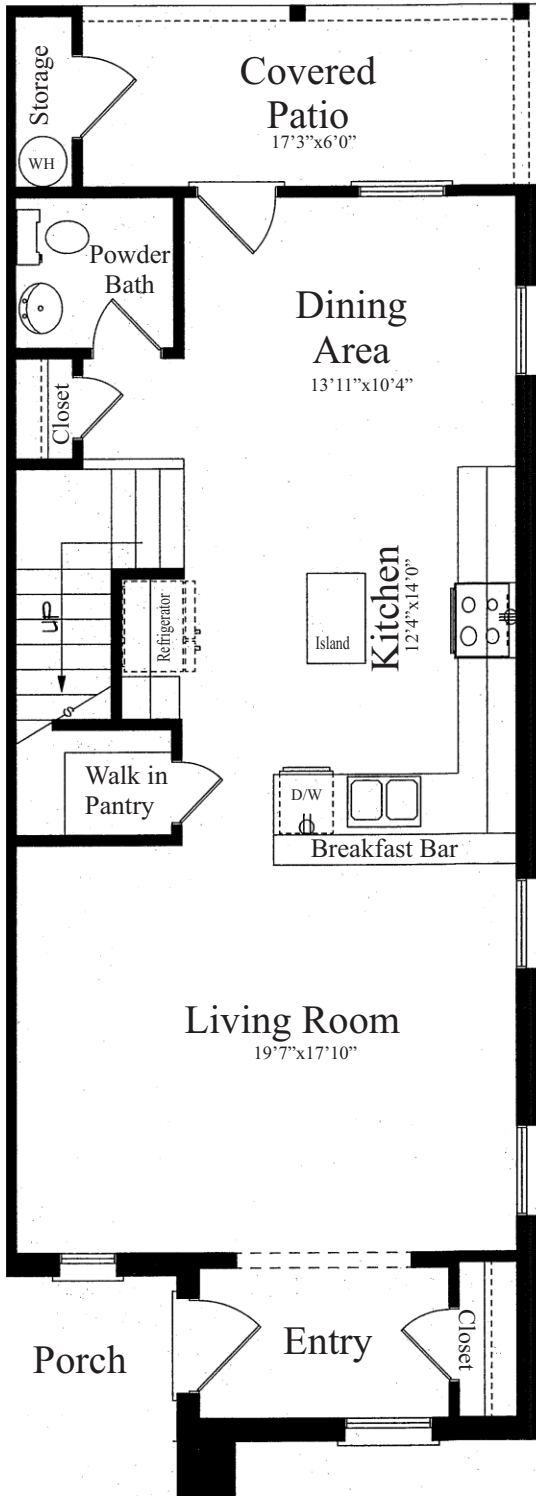 Storage
WH
Covered
Patio
17'3”x6'0”
Powder
Bath
Dining
Area
13'11”x10'4”
Closet
UP
Refrigerator
Island
Kitchen
12'4”x14'0”
Walk in
Pantry
D/W
Breakfast Bar
Living Room
19'7”x17'10”
Porch
Entry
Closet